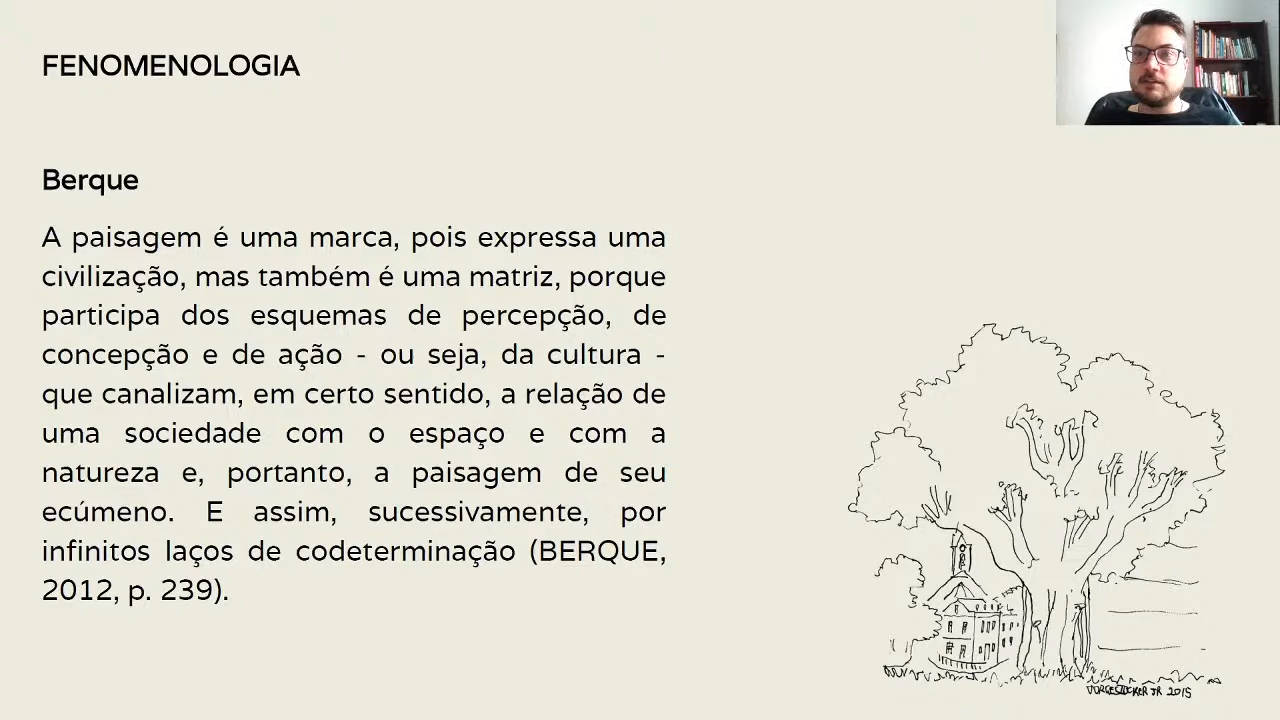 FENOMENOLOGIA
Berque
A paisagem é uma marca, pois expressa uma
civilização, mas também é uma matriz, porque
participa dos esquemas de percepção, de
concepção e de ação - ou seja, da cultura -
que canalizam, em certo sentido, a relação de
uma sociedade com o espaço e com a
natureza e, portanto, a paisagem de seu
ecúmeno. E assim, sucessivamente, por
infinitos laços de codeterminação (BERQUE,
2012, p. 239).
JR 2015